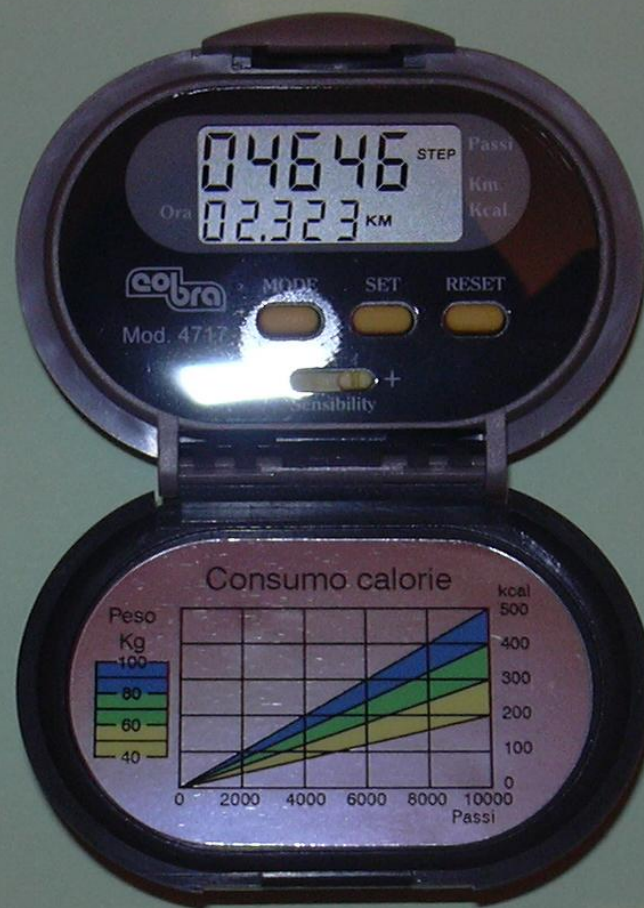 04646 STEP Passi
Km.
Ora 02.323 KM Kcal
cobra
MODE SET RESET
Mod. 4717
+
Sensibility
Consumo calorie
Peso
Kg
kcal
100
80
60
40
500
400
300
200
100
0
0 2000 4000 6000 8000 10000
Passi